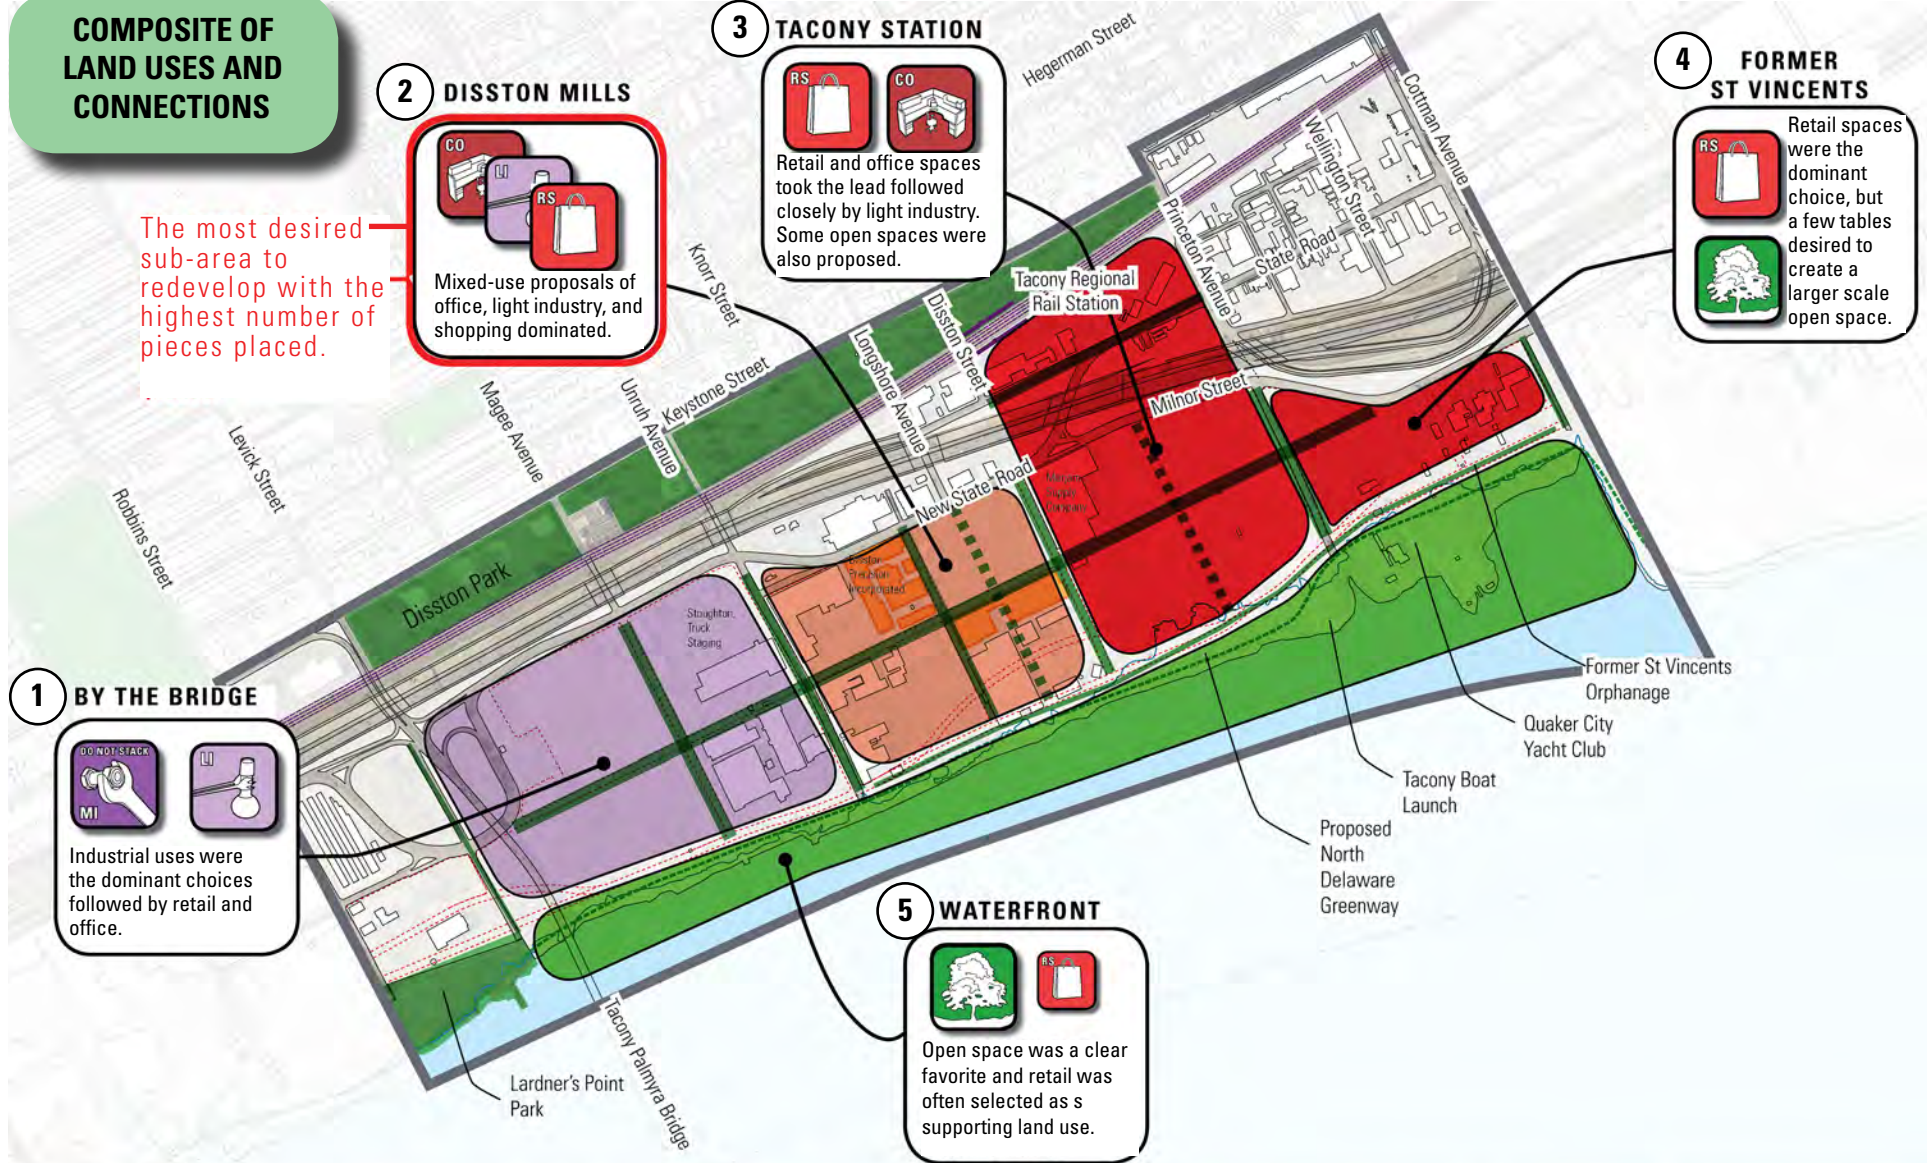 COMPOSITE OF
LAND USES AND
CONNECTIONS
2
DISSTON MILLS
CO
LI
RS
Mixed-use proposals of
office, light industry, and
shopping dominated.
The most desired
sub-area to
redevelop with the
highest number of
pieces placed.
3
TACONY STATION
RS
CO
Retail and office spaces
took the lead followed
closely by light industry.
Some open spaces were
also proposed.
4
FORMER
ST VINCENTS
RS
Retail spaces
were the
dominant
choice, but
a few tables
desired to
create a
larger scale
open space.
Hegerman Street
Cottman Avenue
Wellington Street
State Road
Princeton Avenue
Tacony Regional
Rail Station
Knorr Street
Disston Street
Longshore Avenue
Milnor Street
Keystone Street
Unruh Avenue
Magee Avenue
Levick Street
Robbins Street
New State Road
Disston Park
Stoughton
Truck
Staging
Incorporated
Company
1
BY THE BRIDGE
DO NOT STACK
MI
LI
Industrial uses were
the dominant choices
followed by retail and
office.
Former St Vincents
Orphanage
Quaker City
Yacht Club
Tacony Boat
Launch
Proposed
North
Delaware
Greenway
5
WATERFRONT
RS
Open space was a clear
favorite and retail was
often selected as s
supporting land use.
Lardner's Point
Park
Tacony Palmyra Bridge